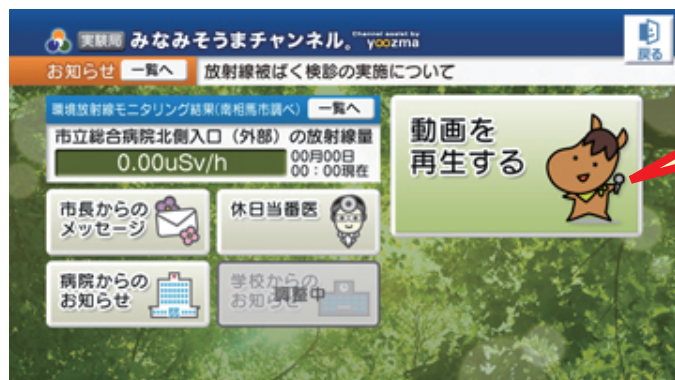 実験局 みなみそうまチャンネル。 Channel assist by yoozma
戻る
お知らせ 一覧へ 放射線被ばく検診の実施について
環境放射線モニタリング結果(南相馬市調べ) 一覧へ
市立総合病院北側入口（外部）の放射線量
0.00uSv/h
00月00日
00：00現在
動画を
再生する
市長からの
メッセージ
休日当番医
病院からの
お知らせ
学校からの
お知らせ
調整中